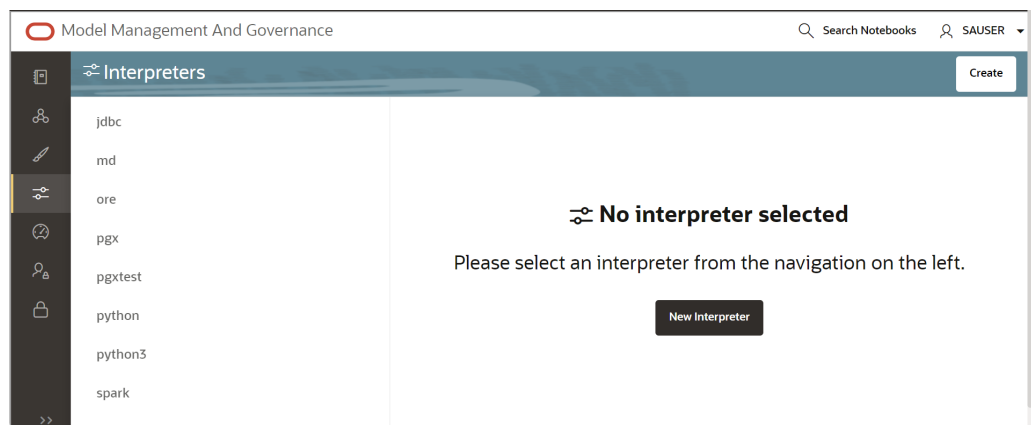 Model Management And Governance
Search Notebooks
SAUSER
Interpreters
Create
jdbc
md
ore
pgx
pgxtest
python
python3
spark
No interpreter selected
Please select an interpreter from the navigation on the left.
New Interpreter
>>